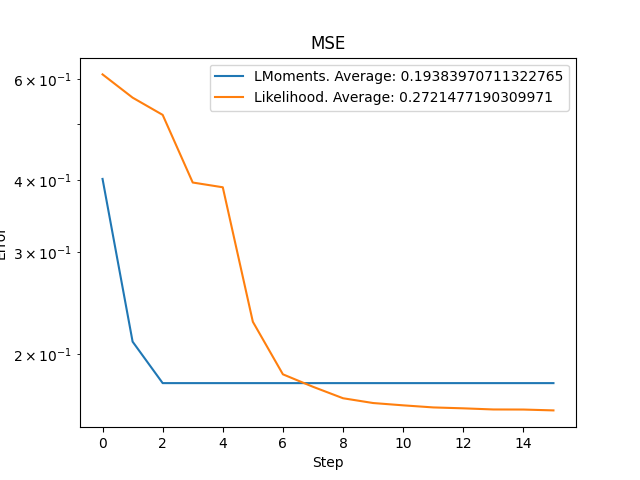 MSE
LMoments. Average: 0.19383970711322765
Likelihood. Average: 0.2721477190309971
6 × 10⁻¹
4 × 10⁻¹
3 × 10⁻¹
2 × 10⁻¹
Error
0 2 4 6 8 10 12 14
Step